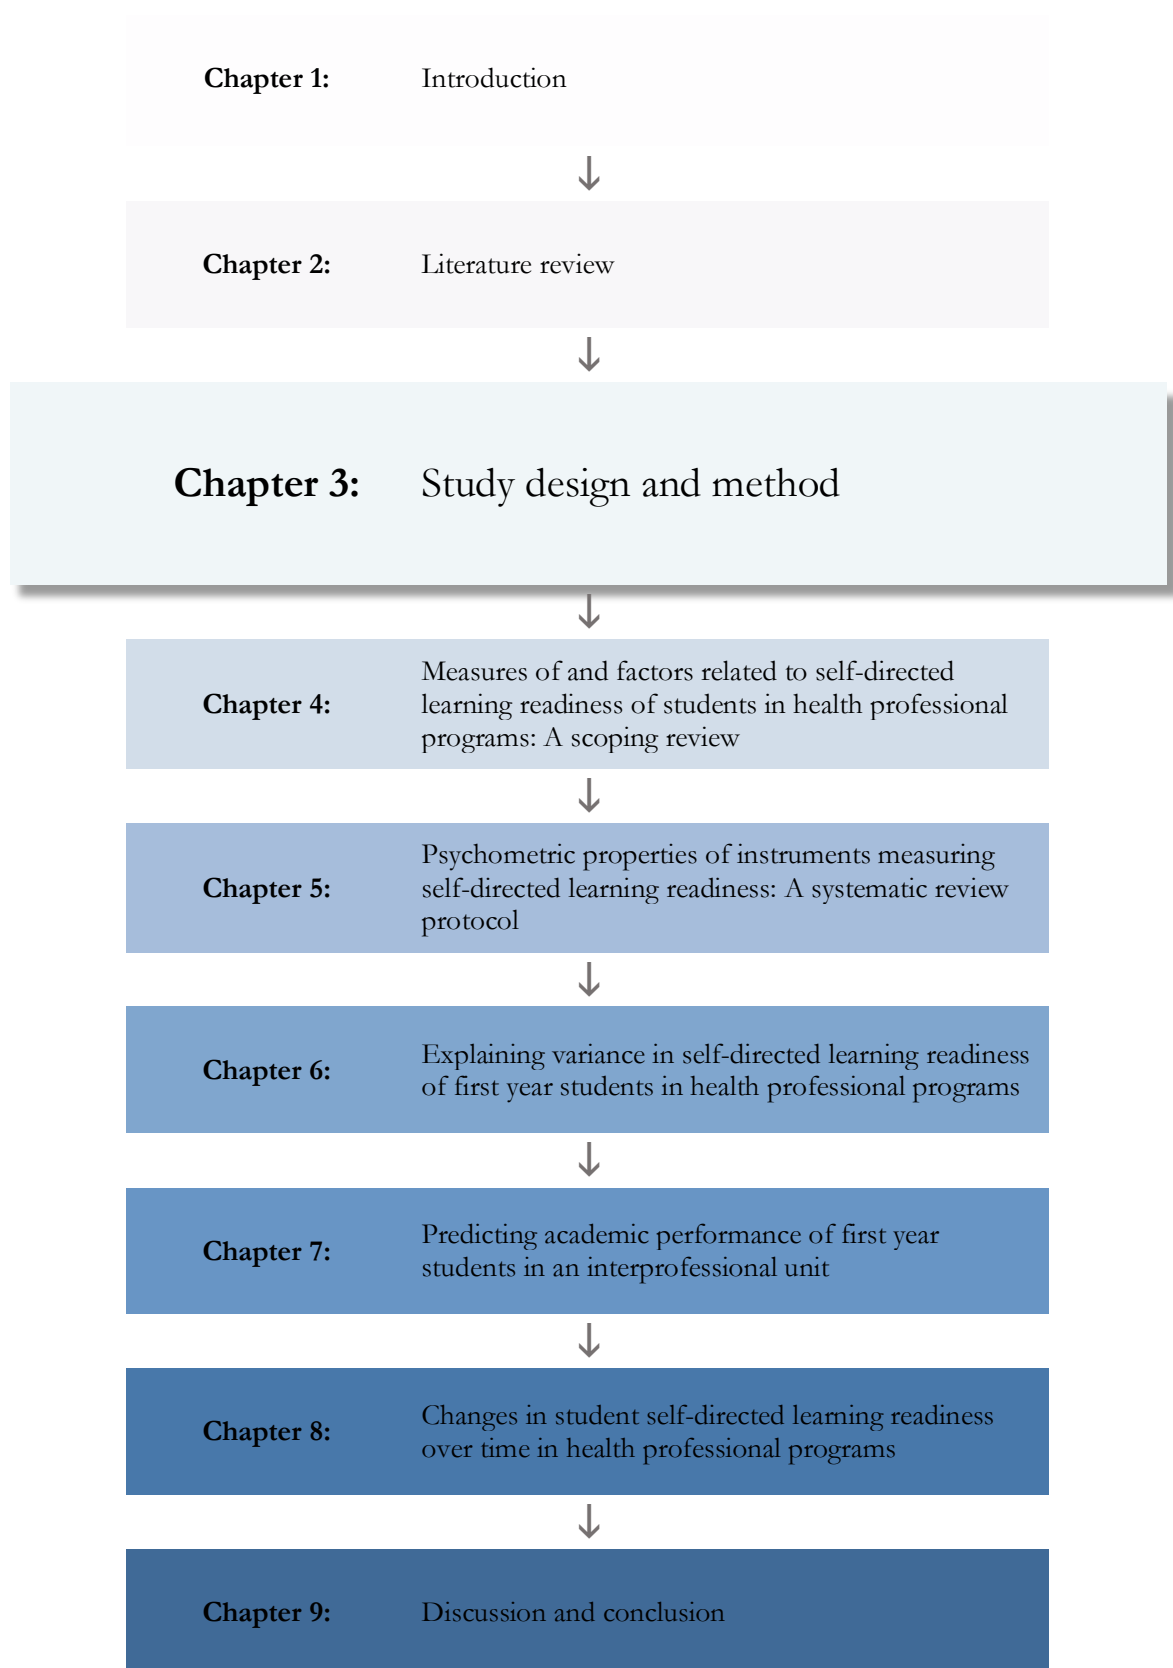 Chapter 1: Introduction
Chapter 2: Literature review
Chapter 3: Study design and method
Chapter 4: Measures of and factors related to self-directed
learning readiness of students in health professional
programs: A scoping review
Chapter 5: Psychometric properties of instruments measuring
self-directed learning readiness: A systematic review
protocol
Chapter 6: Explaining variance in self-directed learning readiness
of first year students in health professional programs
Chapter 7: Predicting academic performance of first year
students in an interprofessional unit
Chapter 8: Changes in student self-directed learning readiness
over time in health professional programs
Chapter 9: Discussion and conclusion